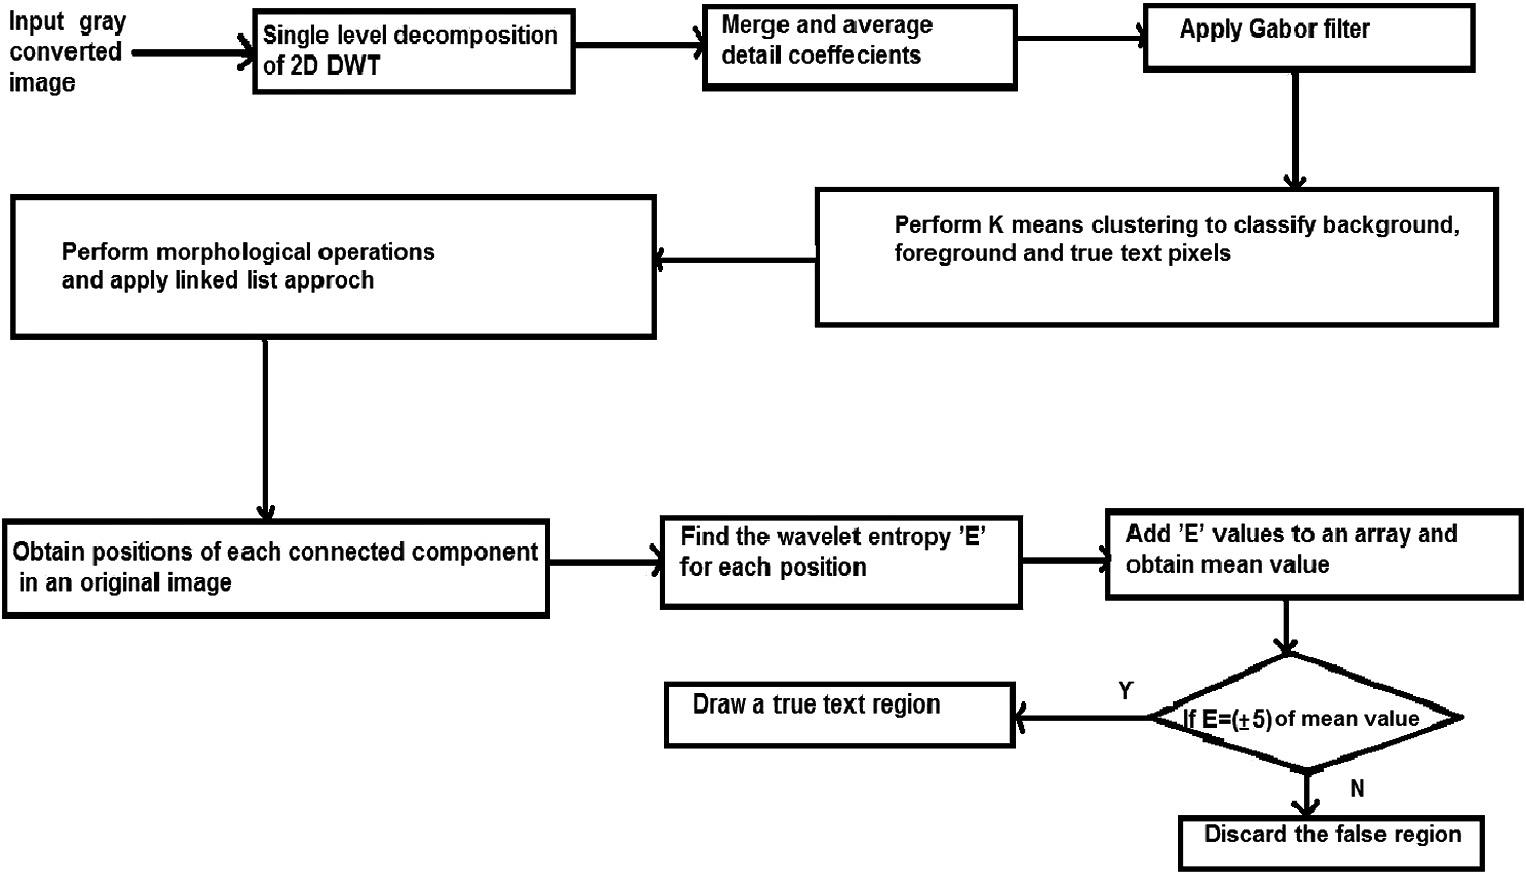 Input gray
converted
image
Single level decomposition
of 2D DWT
Merge and average
detail coeffecients
Apply Gabor filter
Perform K means clustering to classify background,
foreground and true text pixels
Perform morphological operations
and apply linked list approch
Obtain positions of each connected component
in an original image
Find the wavelet entropy 'E'
for each position
Add 'E' values to an array and
obtain mean value
If E=(±5) of mean value
Y
Draw a true text region
N
Discard the false region